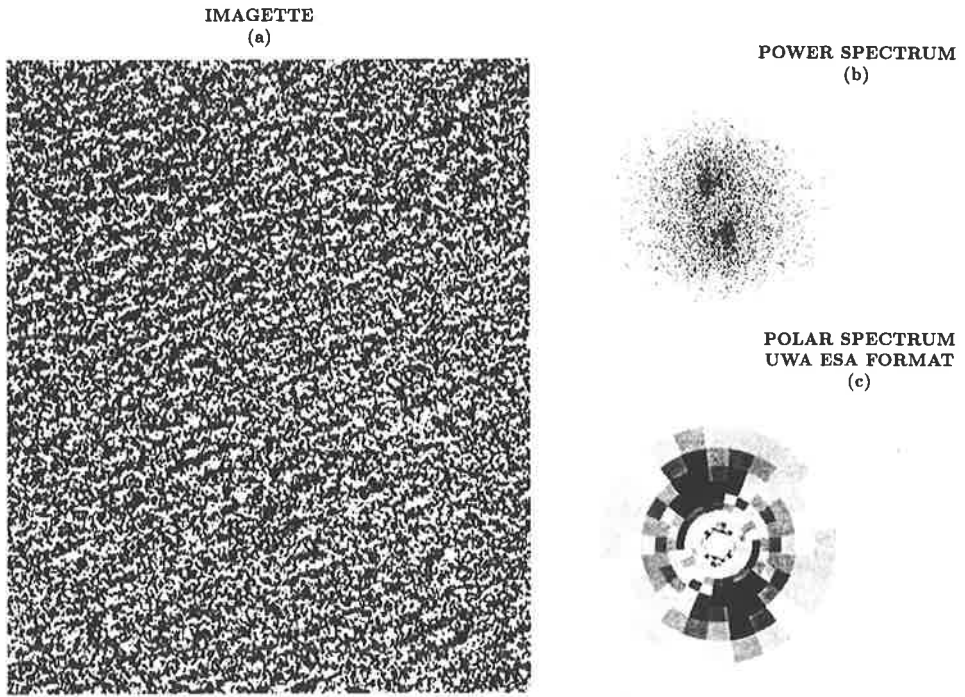 IMAGETTE
(a)
POWER SPECTRUM
(b)
POLAR SPECTRUM
UWA ESA FORMAT
(c)